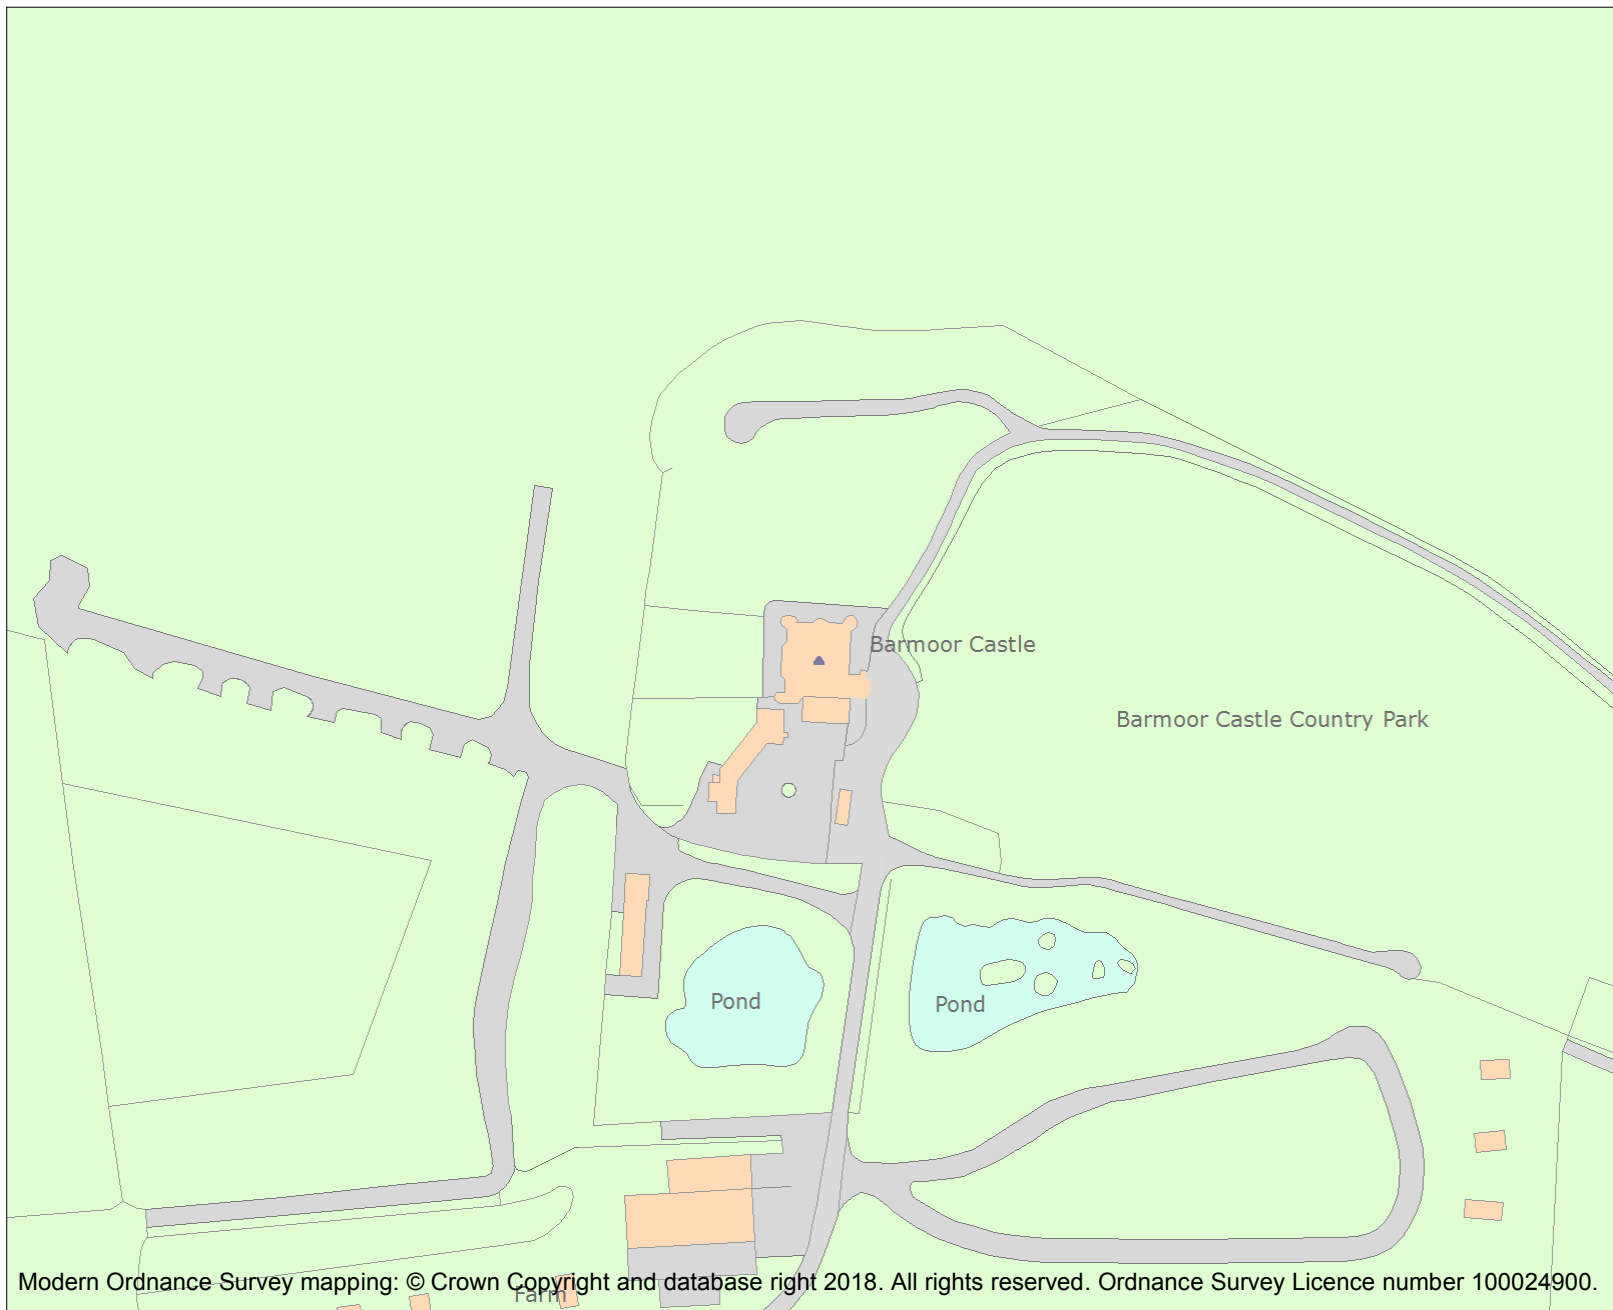 Barmoor Castle
Barmoor Castle Country Park
Pond
Pond
Modern Ordnance Survey mapping: © Crown Copyright and database right 2018. All rights reserved. Ordnance Survey Licence number 100024900.
Farm